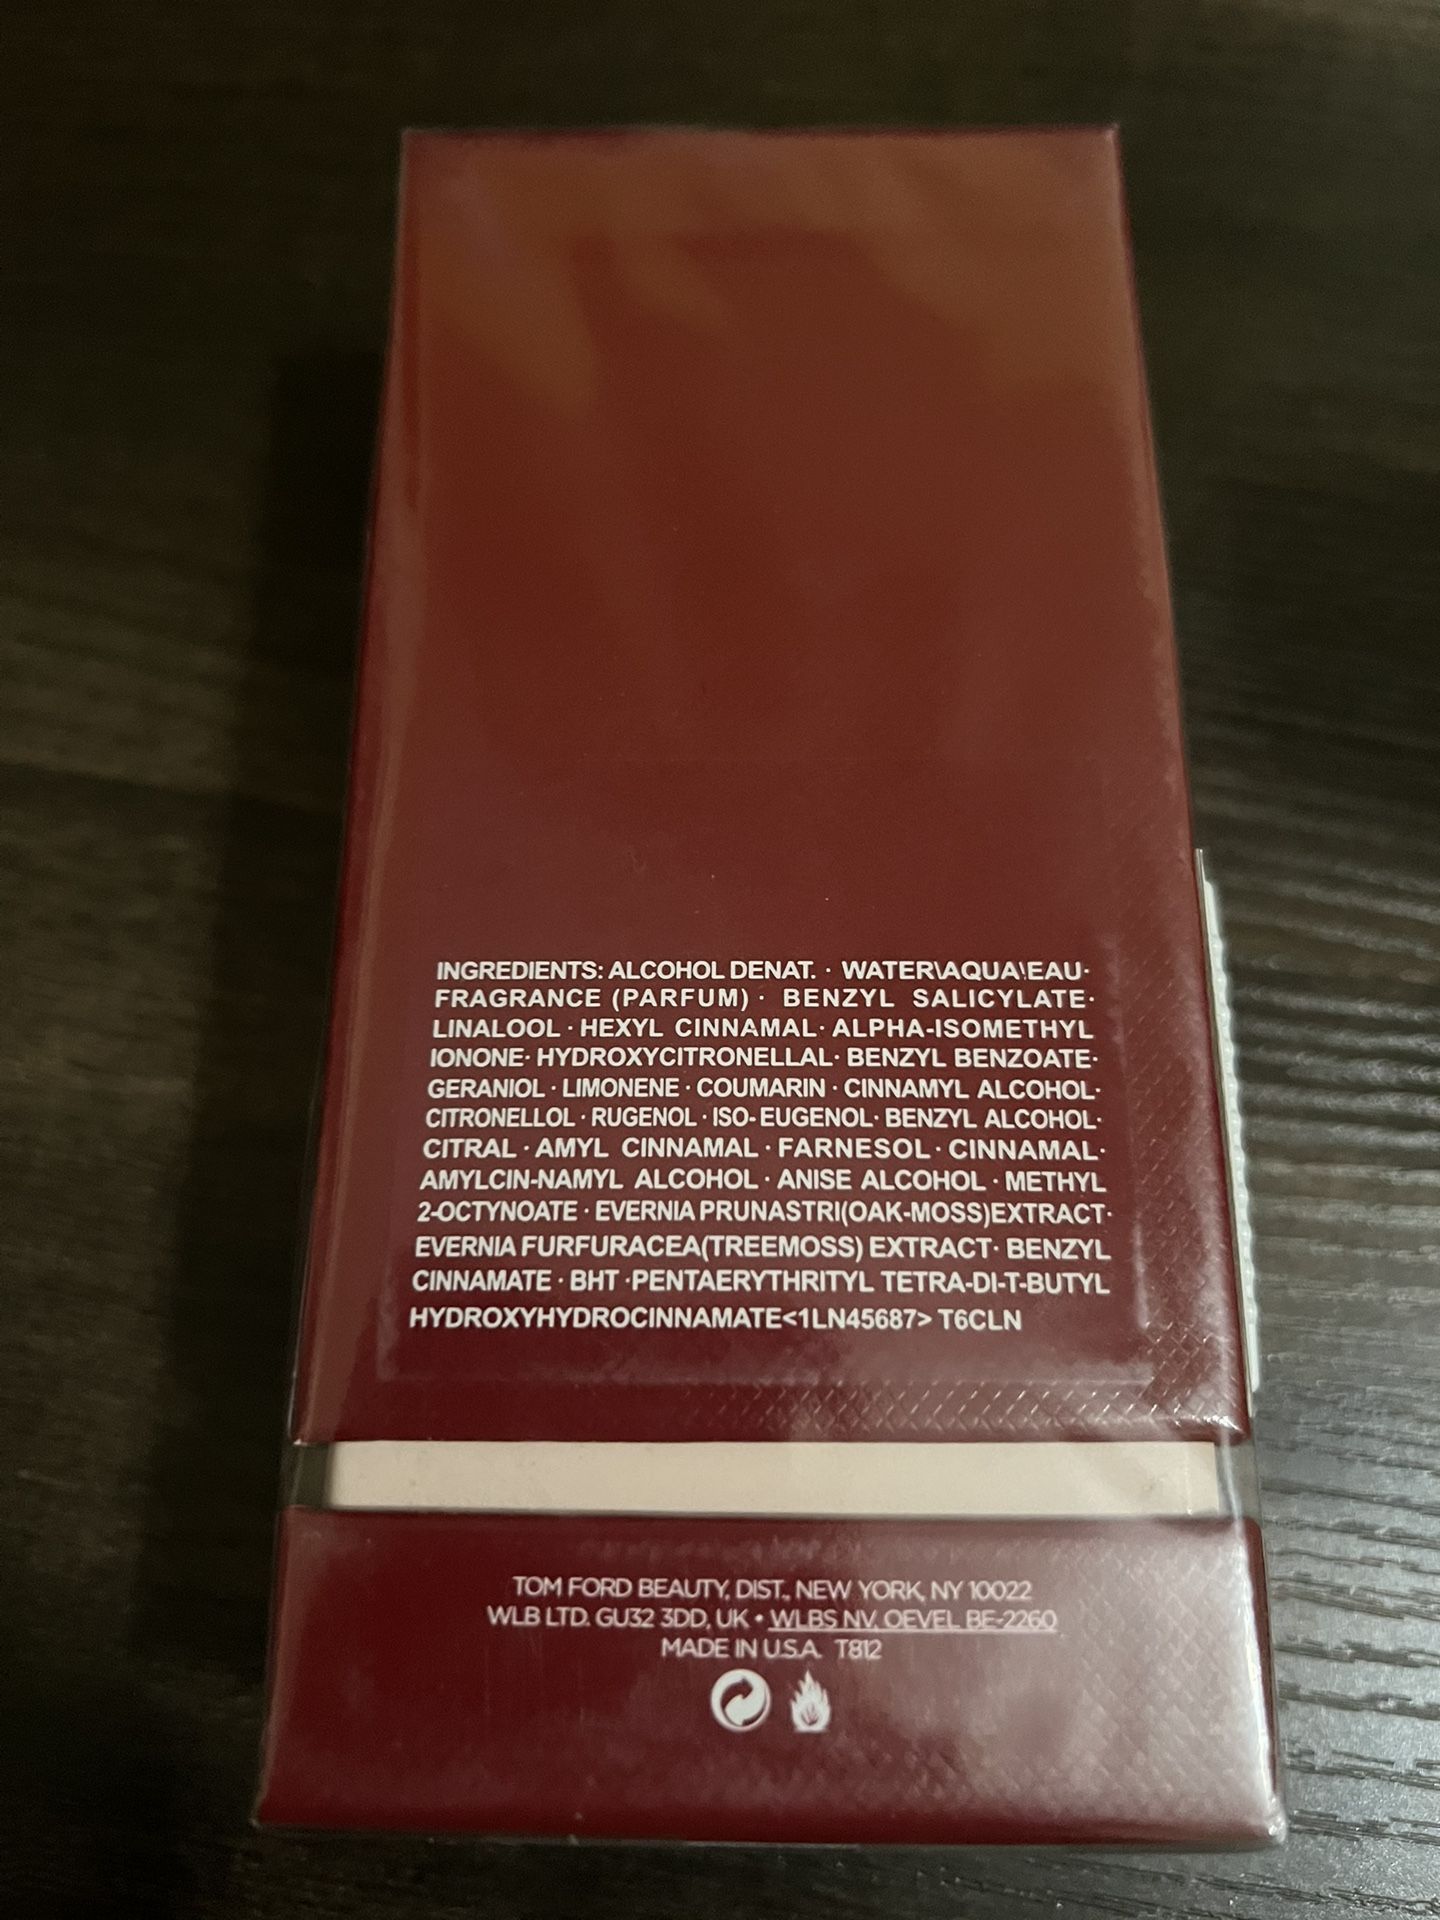 INGREDIENTS: ALCOHOL DENAT. · WATER\AQUA\EAU·
FRAGRANCE (PARFUM) · BENZYL SALICYLATE·
LINALOOL · HEXYL CINNAMAL· ALPHA-ISOMETHYL
IONONE· HYDROXYCITRONELLAL· BENZYL BENZOATE·
GERANIOL · LIMONENE · COUMARIN · CINNAMYL ALCOHOL·
CITRONELLOL · RUGENOL · ISO-EUGENOL· BENZYL ALCOHOL·
CITRAL · AMYL CINNAMAL · FARNESOL · CINNAMAL·
AMYLCIN-NAMYL ALCOHOL · ANISE ALCOHOL · METHYL
2-OCTYNOATE · EVERNIA PRUNASTRI(OAK-MOSS)EXTRACT·
EVERNIA FURFURACEA(TREEMOSS) EXTRACT· BENZYL
CINNAMATE · BHT ·PENTAERYTHRITYL TETRA-DI-T-BUTYL
HYDROXYHYDROCINNAMATE<1LN45687> T6CLN
TOM FORD BEAUTY, DIST., NEW YORK, NY 10022
WLB LTD. GU32 3DD, UK • WLBS NV, OEVEL BE-2260
MADE IN U.S.A. T812